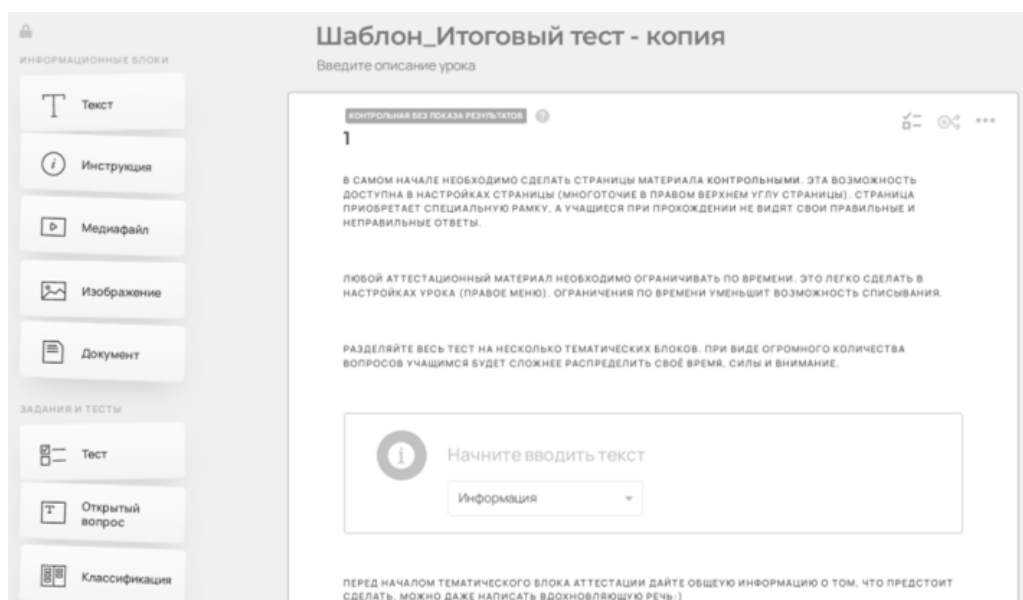 Шаблон_Итоговый тест - копия
Введите описание урока
ИНФОРМАЦИОННЫЕ БЛОКИ
Текст
Инструкция
Медиафайл
Изображение
Документ
ЗАДАНИЯ И ТЕСТЫ
Тест
Открытый
вопрос
Классификация
КОНТРОЛЬНАЯ БЕЗ ПОКАЗА РЕЗУЛЬТАТОВ
1
В САМОМ НАЧАЛЕ НЕОБХОДИМО СДЕЛАТЬ СТРАНИЦЫ МАТЕРИАЛА КОНТРОЛЬНЫМИ. ЭТА ВОЗМОЖНОСТЬ
ДОСТУПНА В НАСТРОЙКАХ СТРАНИЦЫ (МНОГОТОЧИЕ В ПРАВОМ ВЕРХНЕМ УГЛУ СТРАНИЦЫ). СТРАНИЦА
ПРИОБРЕТАЕТ СПЕЦИАЛЬНУЮ РАМКУ, А УЧАЩИЕСЯ ПРИ ПРОХОЖДЕНИИ НЕ ВИДЯТ СВОИ ПРАВИЛЬНЫЕ И
НЕПРАВИЛЬНЫЕ ОТВЕТЫ.
ЛЮБОЙ АТТЕСТАЦИОННЫЙ МАТЕРИАЛ НЕОБХОДИМО ОГРАНИЧИВАТЬ ПО ВРЕМЕНИ. ЭТО ЛЕГКО СДЕЛАТЬ В
НАСТРОЙКАХ УРОКА (ПРАВОЕ МЕНЮ). ОГРАНИЧЕНИЯ ПО ВРЕМЕНИ УМЕНЬШИТ ВОЗМОЖНОСТЬ СПИСЫВАНИЯ.
РАЗДЕЛЯЙТЕ ВЕСЬ ТЕСТ НА НЕСКОЛЬКО ТЕМАТИЧЕСКИХ БЛОКОВ. ПРИ ВИДЕ ОГРОМНОГО КОЛИЧЕСТВА
ВОПРОСОВ УЧАЩИМСЯ БУДЕТ СЛОЖНЕЕ РАСПРЕДЕЛИТЬ СВОЁ ВРЕМЯ, СИЛЫ И ВНИМАНИЕ.
Начните вводить текст
Информация
ПЕРЕД НАЧАЛОМ ТЕМАТИЧЕСКОГО БЛОКА АТТЕСТАЦИИ ДАЙТЕ ОБЩЕУЮ ИНФОРМАЦИЮ О ТОМ, ЧТО ПРЕДСТОИТ
СДЕЛАТЬ. МОЖНО ДАЖЕ НАПИСАТЬ ВДОХНОВЛЯЮЩУЮ РЕЧЬ:)